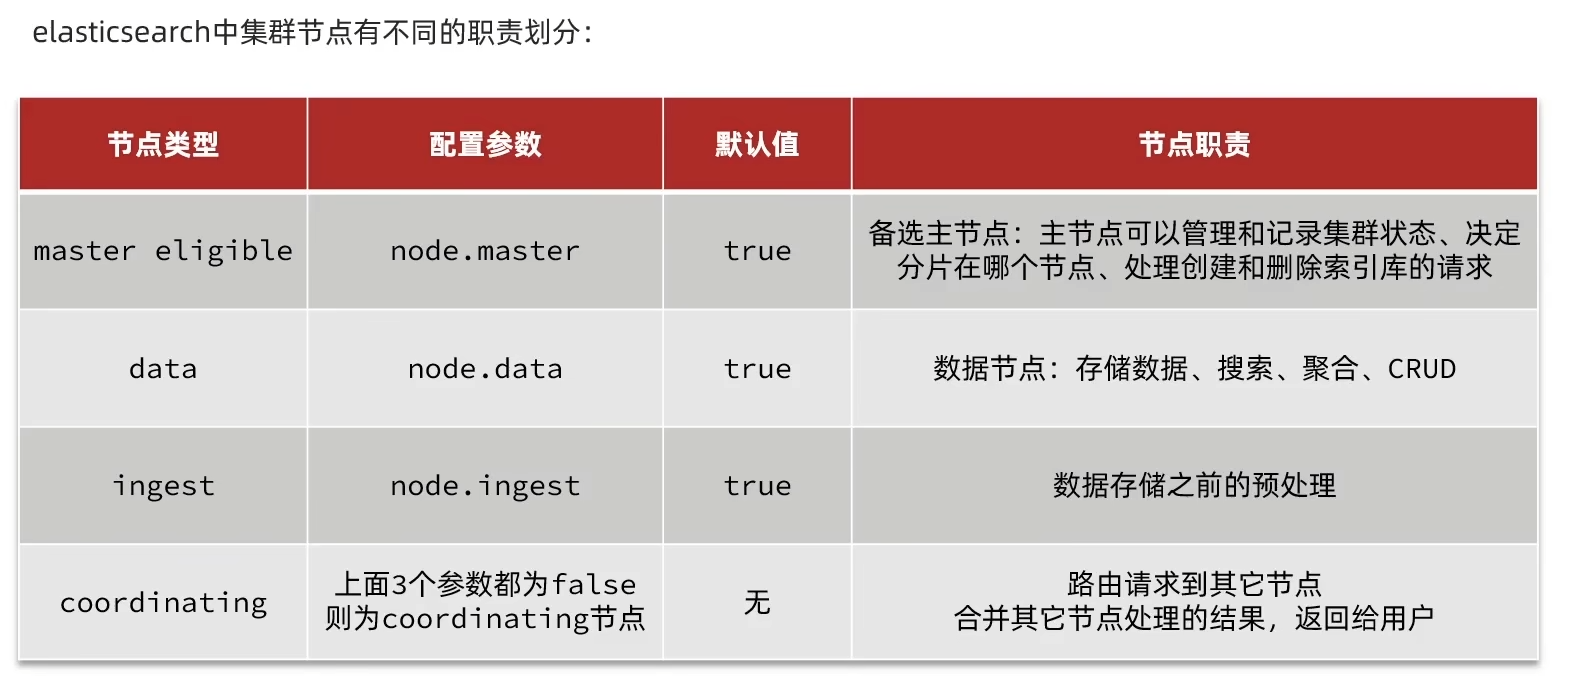 elasticsearch中集群节点有不同的职责划分：
节点类型 配置参数 默认值 节点职责
master eligible node.master true 备选主节点：主节点可以管理和记录集群状态、决定
分片在哪个节点、处理创建和删除索引库的请求
data node.data true 数据节点：存储数据、搜索、聚合、CRUD
ingest node.ingest true 数据存储之前的预处理
coordinating 上面3个参数都为false
则为coordinating节点 无 路由请求到其它节点
合并其它节点处理的结果，返回给用户